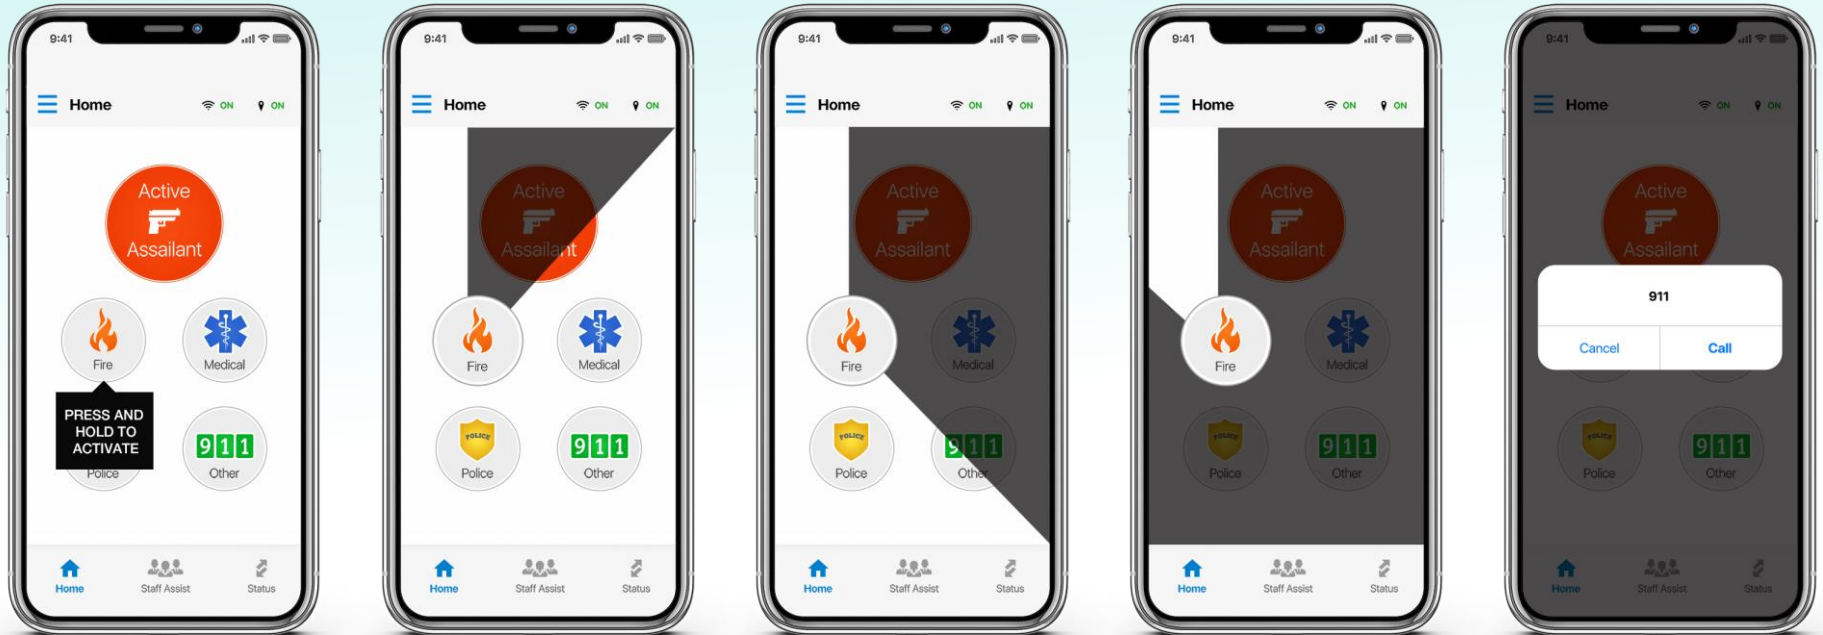 9:41
Home
ON
ON
Active
Assailant
Fire
Medical
PRESS AND
HOLD TO
ACTIVATE
Police
911
Other
Home
Staff Assist
Status
9:41
Home
ON
ON
Active
Assailant
Fire
Medical
POLICE
Police
911
Other
Home
Staff Assist
Status
9:41
Home
ON
ON
Active
Assailant
Fire
Medical
POLICE
Police
911
Other
Home
Staff Assist
Status
9:41
Home
ON
ON
Active
Assailant
Fire
Medical
POLICE
Police
911
Other
Home
Staff Assist
Status
9:41
Home
ON
ON
Active
Assailant
911
Cancel
Call
POLICE
Police
911
Other
Home
Staff Assist
Status